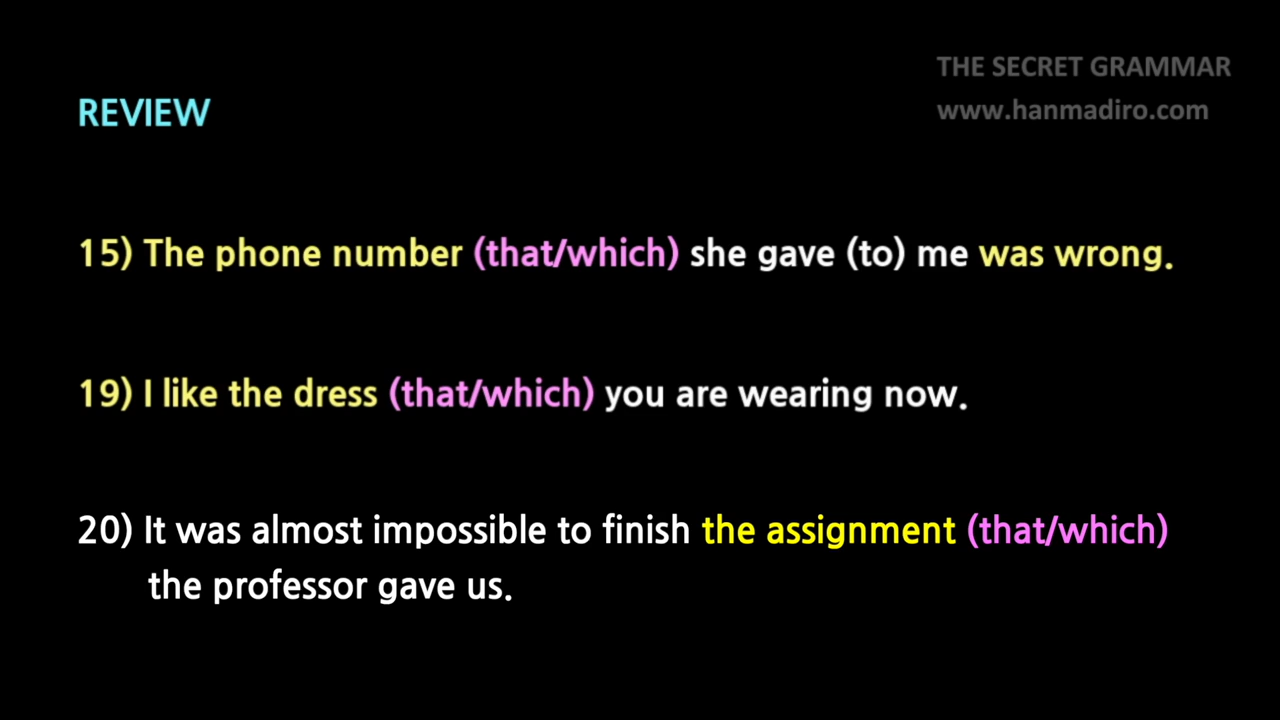 THE SECRET GRAMMAR
www.hanmadiro.com
REVIEW
15) The phone number (that/which) she gave (to) me was wrong.
19) I like the dress (that/which) you are wearing now.
20) It was almost impossible to finish the assignment (that/which)
the professor gave us.